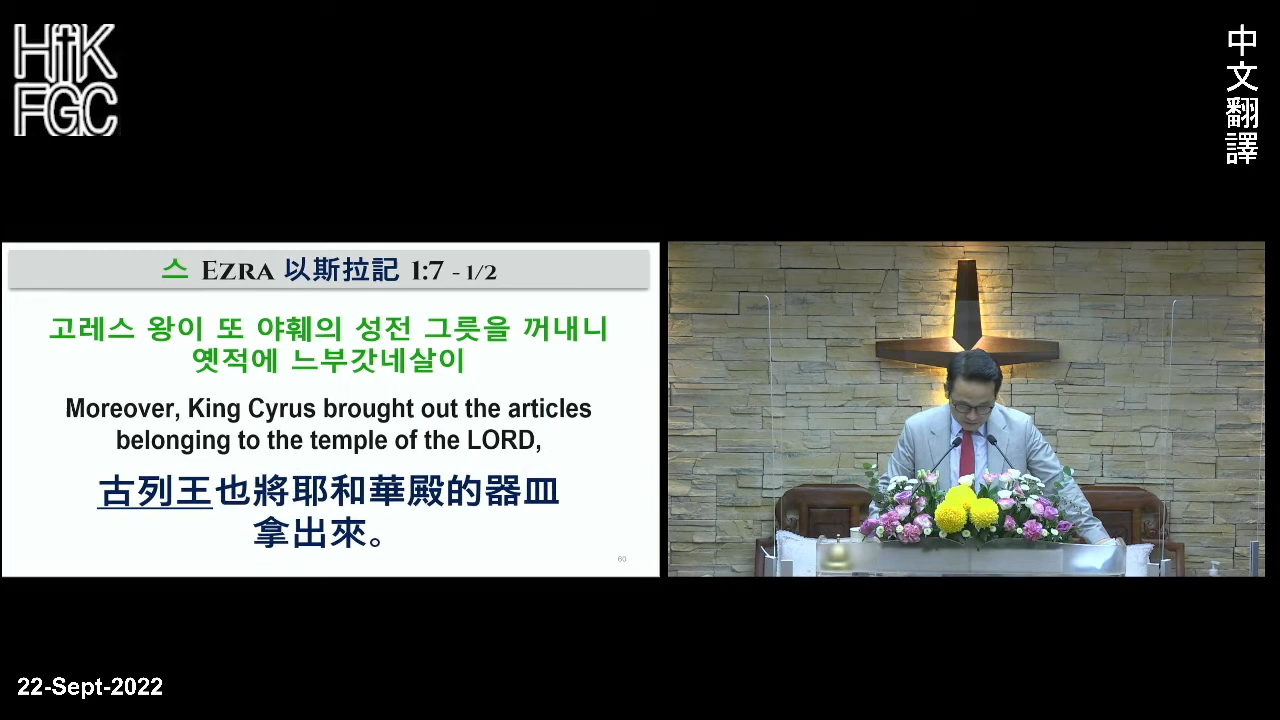 HKFGC
中文翻譯
스 EZRA 以斯拉記 1:7 - 1/2
고레스 왕이 또 야훼의 성전 그릇을 꺼내니
옛적에 느부갓네살이
Moreover, King Cyrus brought out the articles
belonging to the temple of the LORD,
古列王也將耶和華殿的器皿
拿出來。
60
22-Sept-2022